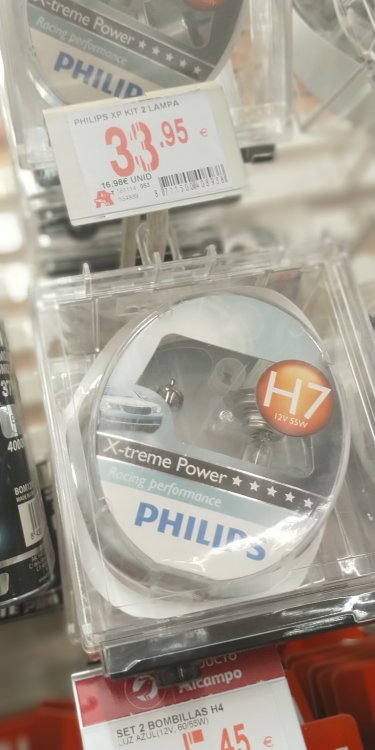 X-treme Power ★★★★★
Racing performance
PHILIPS
PHILIPS XP KIT 2 LAMPA
33.95 €
16,98€ UNID
H7
12V 55W
X-treme Power ★★★★★
Racing performance
PHILIPS
4000
Alcampo
SET 2 BOMBILLAS H4
LUZ AZUL(12V, 60/55W)
45 €